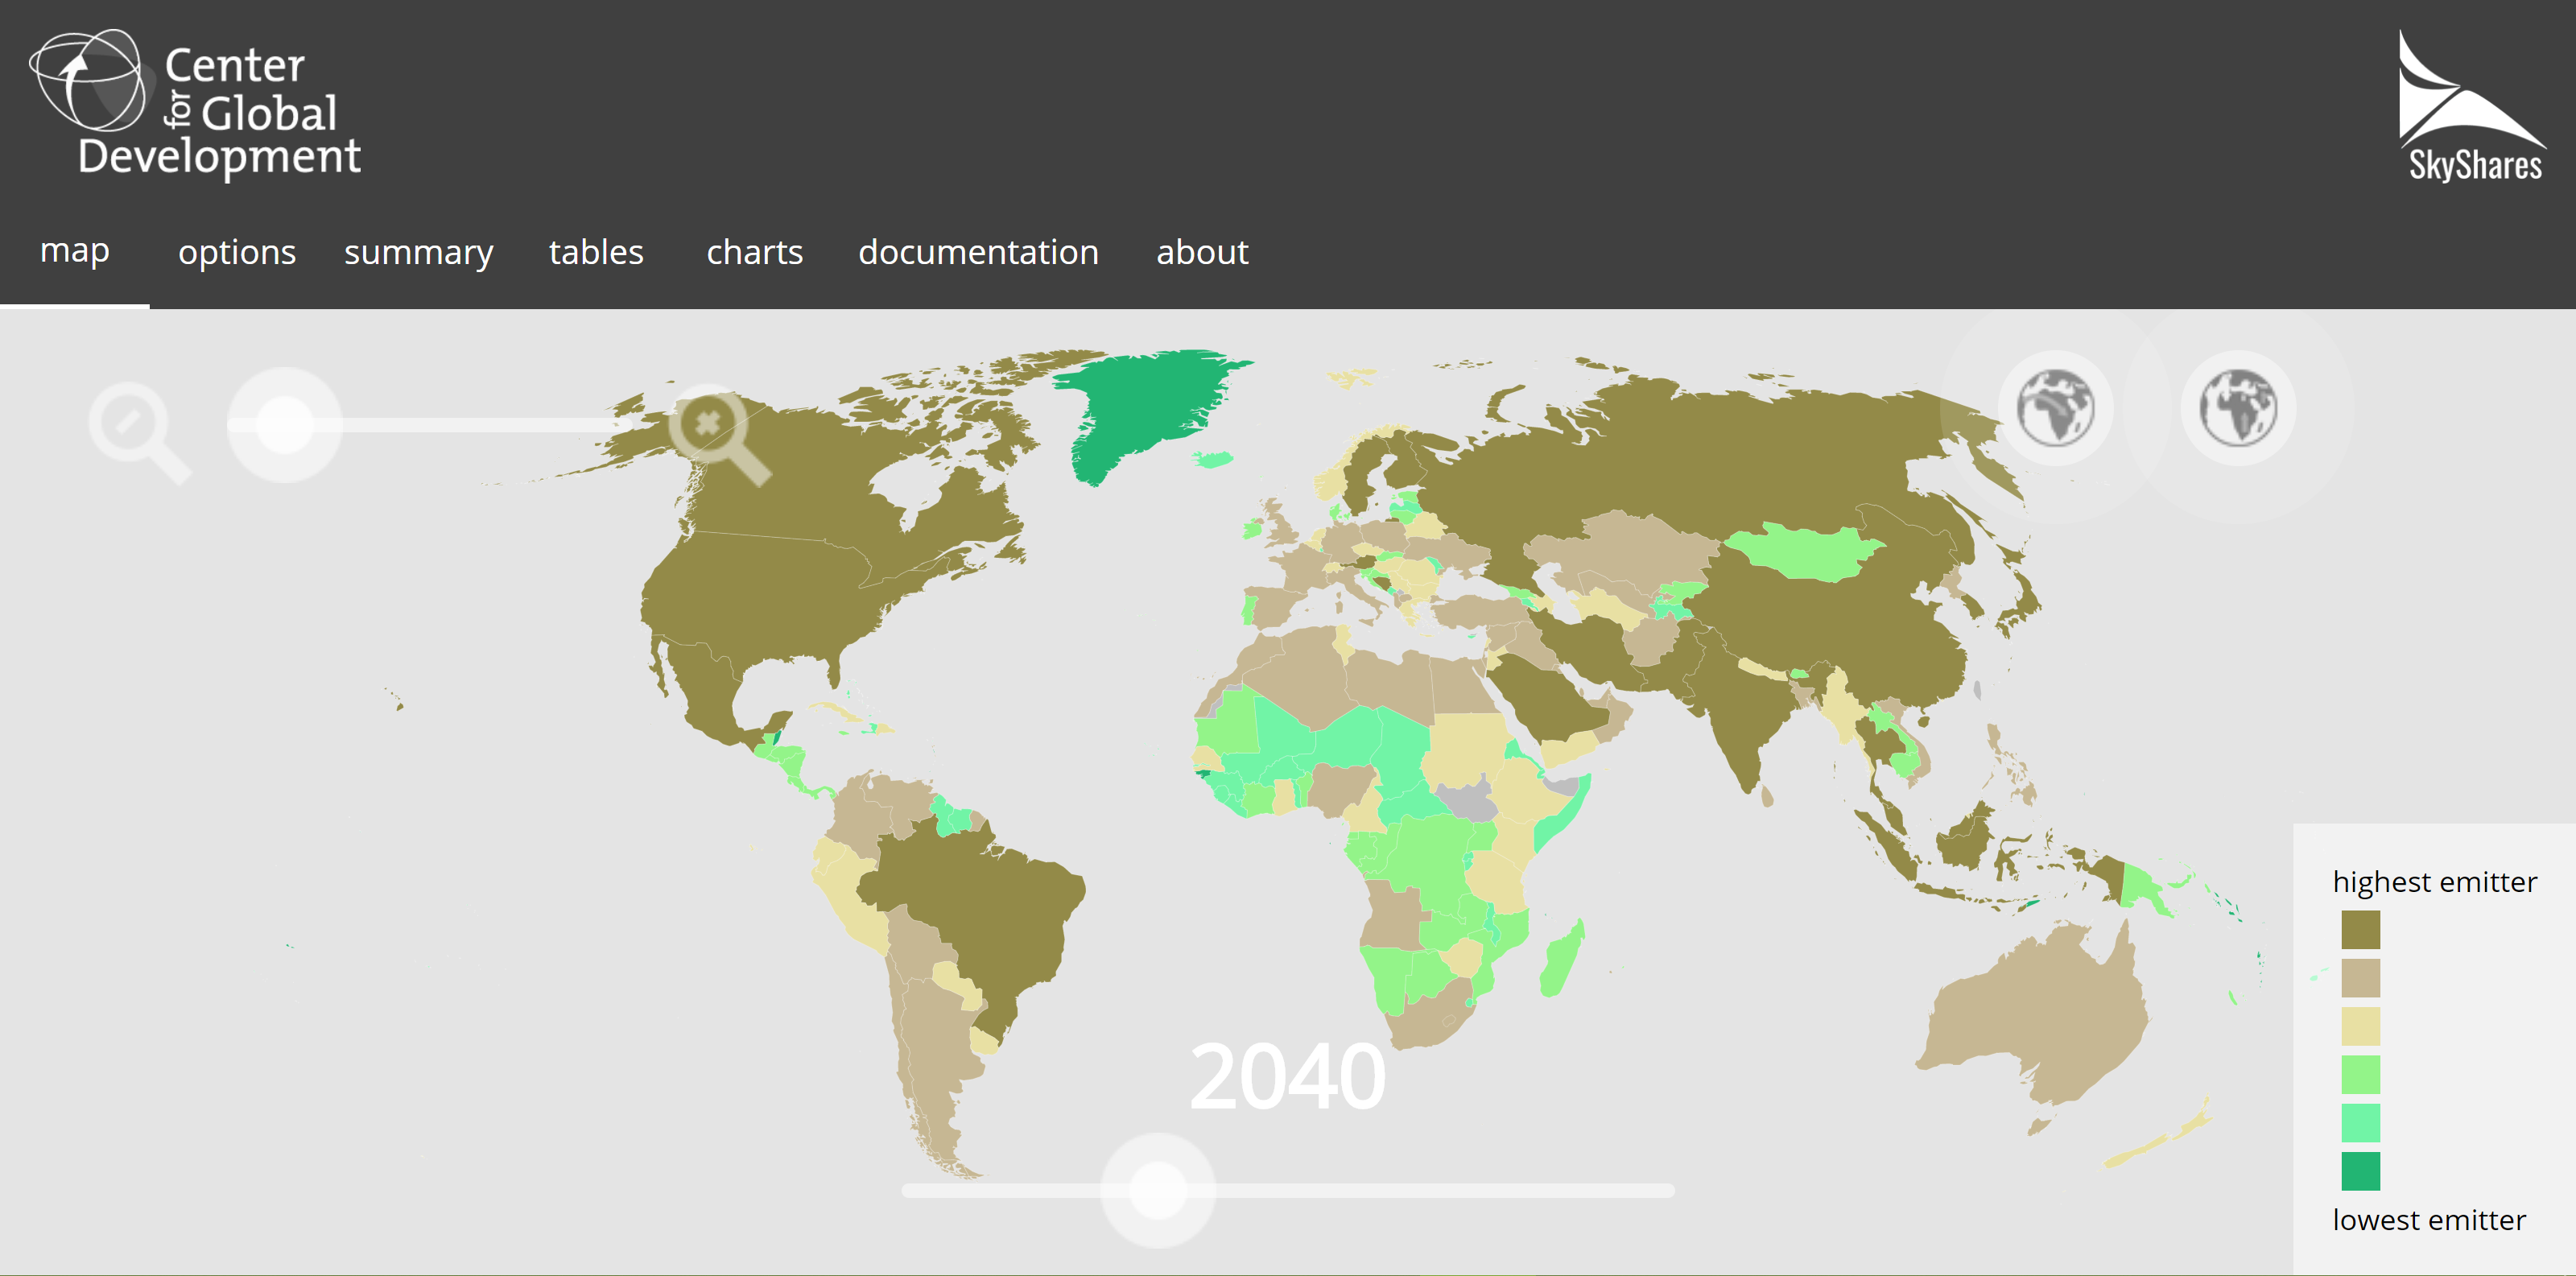 Center
for Global
Development
SkyShares
map options summary tables charts documentation about
highest emitter
2040
lowest emitter